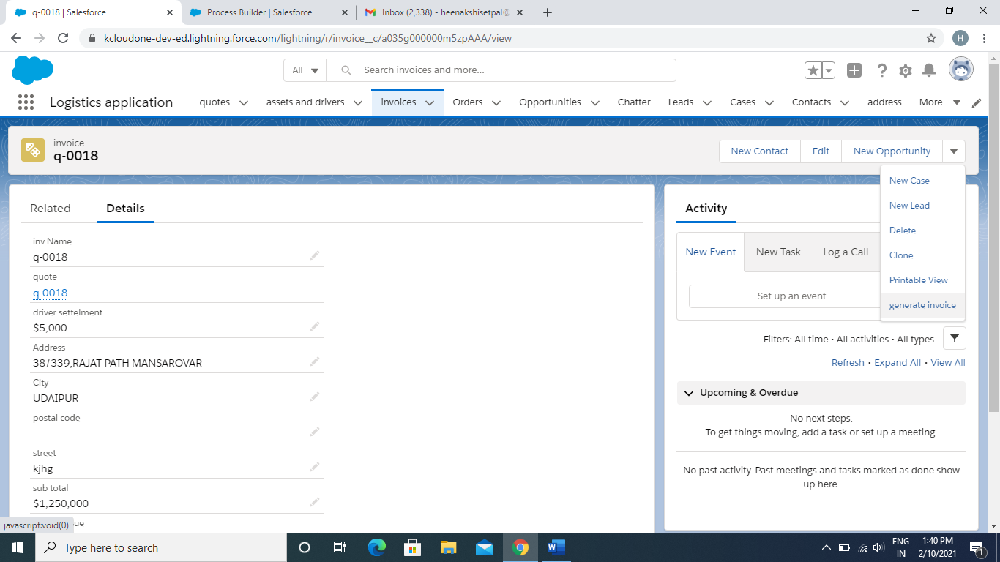 q-0018 | Salesforce
Process Builder | Salesforce
Inbox (2,338) - heenakshisetpal@
kcloudone-dev-ed.lightning.force.com/lightning/r/invoice__c/a035g000000m5zpAAA/view
H
All
Search invoices and more...
Logistics application
quotes
assets and drivers
invoices
Orders
Opportunities
Chatter
Leads
Cases
Contacts
address
More
invoice
q-0018
New Contact
Edit
New Opportunity
New Case
New Lead
Delete
Clone
Printable View
generate invoice
Related
Details
inv Name
q-0018
quote
q-0018
driver settelment
$5,000
Address
38/339,RAJAT PATH MANSAROVAR
City
UDAIPUR
postal code
street
kjhg
sub total
$1,250,000
ue
javascript:void(0)
Activity
New Event
New Task
Log a Call
Set up an event...
Filters: All time • All activities • All types
Refresh • Expand All • View All
Upcoming & Overdue
No next steps.
To get things moving, add a task or set up a meeting.
No past activity. Past meetings and tasks marked as done show
up here.
Type here to search
ENG
IN
1:40 PM
2/10/2021
1